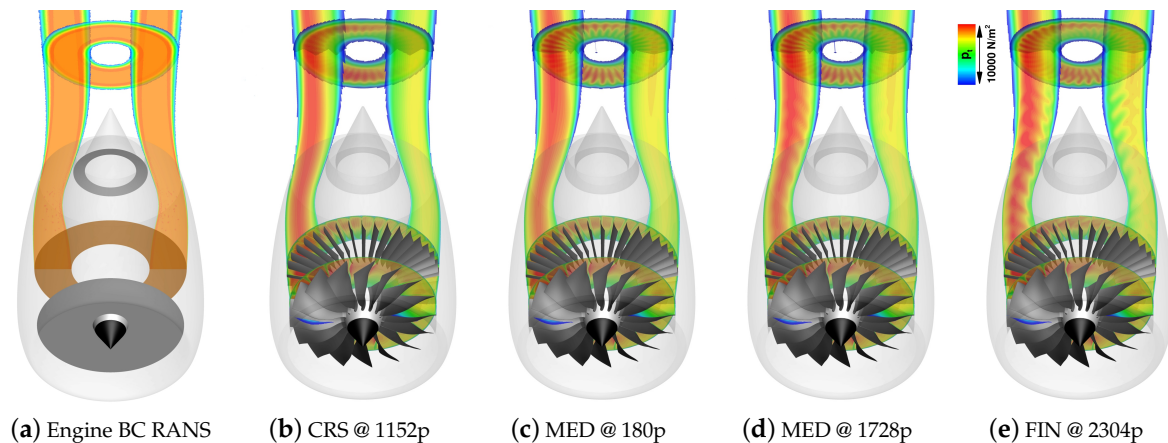 pₜ
10000 N/m²
(a) Engine BC RANS
(b) CRS @ 1152p
(c) MED @ 180p
(d) MED @ 1728p
(e) FIN @ 2304p